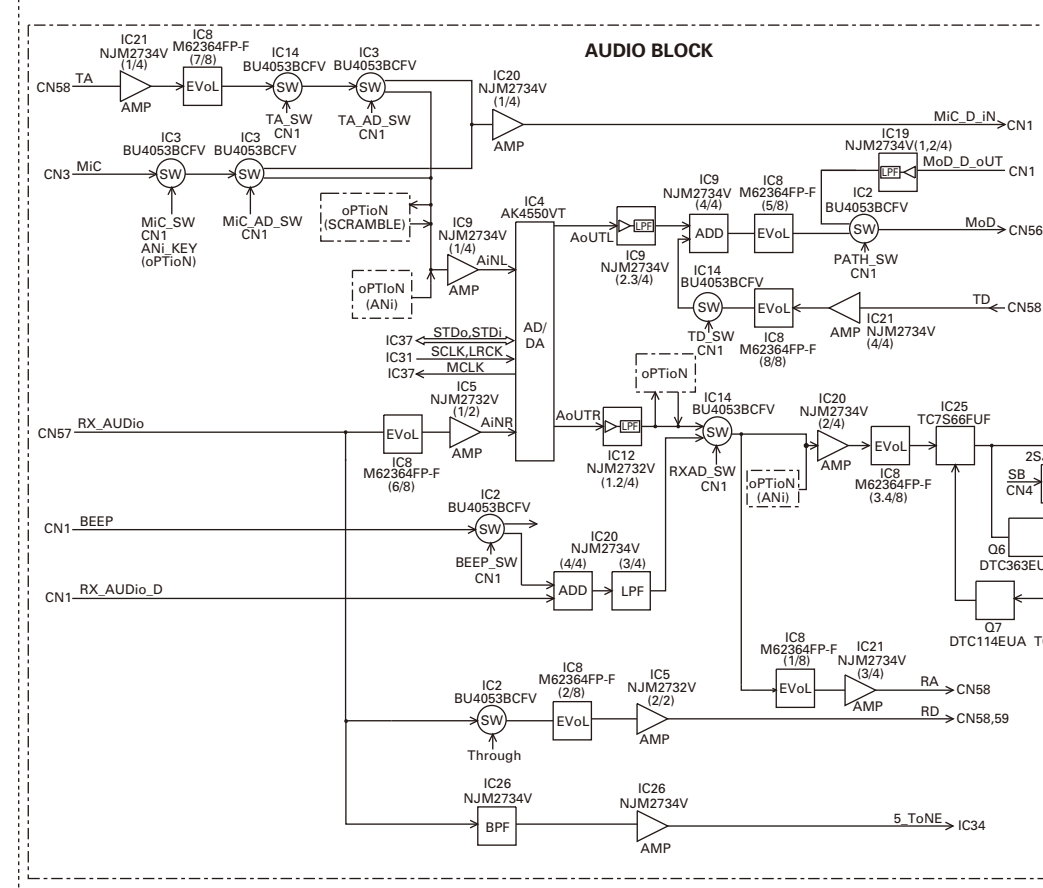 AUDIO BLOCK
IC21
NJM2734V
(1/4)
IC8
M62364FP-F
(7/8)
IC14
BU4053BCFV
IC3
BU4053BCFV
IC20
NJM2734V
(1/4)
CN58
TA
EVoL
SW
SW
AMP
TA_SW
CN1
TA_AD_SW
CN1
AMP
MiC_D_iN
CN1
IC3
BU4053BCFV
IC3
BU4053BCFV
CN3
MiC
SW
SW
MiC_SW
CN1
ANi_KEY
(oPTioN)
MiC_AD_SW
CN1
IC19
NJM2734V(1,2/4)
LPF
MoD_D_oUT
CN1
oPTioN
(SCRAMBLE)
IC4
AK4550VT
IC9
NJM2734V
(4/4)
IC8
M62364FP-F
(5/8)
IC2
BU4053BCFV
IC9
NJM2734V
(1/4)
AoUTL
LPF
ADD
EVoL
SW
MoD
CN56
PATH_SW
CN1
IC9
NJM2734V
(2.3/4)
AiNL
AMP
oPTIoN
(ANi)
IC14
BU4053BCFV
SW
EVoL
TD
CN58
AMP
IC21
NJM2734V
(4/4)
TD_SW
CN1
IC8
M62364FP-F
(8/8)
AD/
DA
IC37
STDo,STDi
IC31
SCLK,LRCK
IC37
MCLK
oPTioN
IC5
NJM2732V
(1/2)
IC14
BU4053BCFV
IC20
NJM2734V
(2/4)
IC25
TC7S66FUF
CN57
RX_AUDio
EVoL
AiNR
AMP
IC8
M62364FP-F
(6/8)
AoUTR
LPF
IC12
NJM2732V
(1.2/4)
SW
RXAD_SW
CN1
oPTioN
(ANi)
AMP
EVoL
IC8
M62364FP-F
(3.4/8)
2SJ
SB
CN4
IC2
BU4053BCFV
CN1
BEEP
SW
BEEP_SW
CN1
IC20
NJM2734V
(4/4)
(3/4)
ADD
LPF
CN1
RX_AUDio_D
Q6
DTC363EU
Q7
DTC114EUA
IC8
M62364FP-F
(1/8)
IC21
NJM2734V
(3/4)
EVoL
RA
CN58
AMP
IC2
BU4053BCFV
IC8
M62364FP-F
(2/8)
IC5
NJM2732V
(2/2)
SW
EVoL
RD
CN58,59
AMP
Through
IC26
NJM2734V
IC26
NJM2734V
BPF
5_ToNE
IC34
AMP